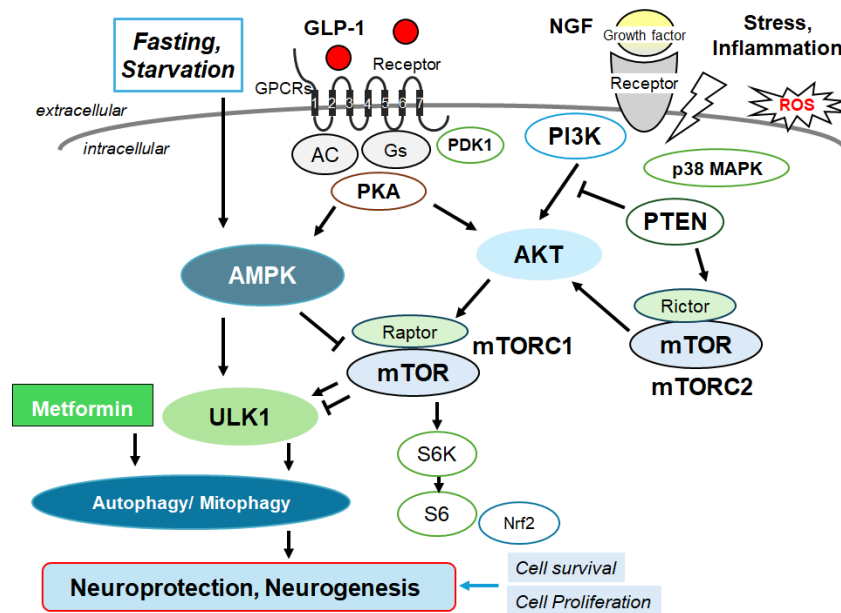 Fasting,
Starvation
GLP-1
Receptor
GPCRs
1 2 3 4 5 6 7
NGF
Growth factor
Receptor
Stress,
Inflammation
ROS
extracellular
intracellular
AC
Gs
PDK1
PKA
PI3K
p38 MAPK
PTEN
AMPK
AKT
Rictor
mTOR
mTORC2
Raptor
mTOR
mTORC1
Metformin
ULK1
S6K
S6
Nrf2
Autophagy/ Mitophagy
Neuroprotection, Neurogenesis
Cell survival
Cell Proliferation